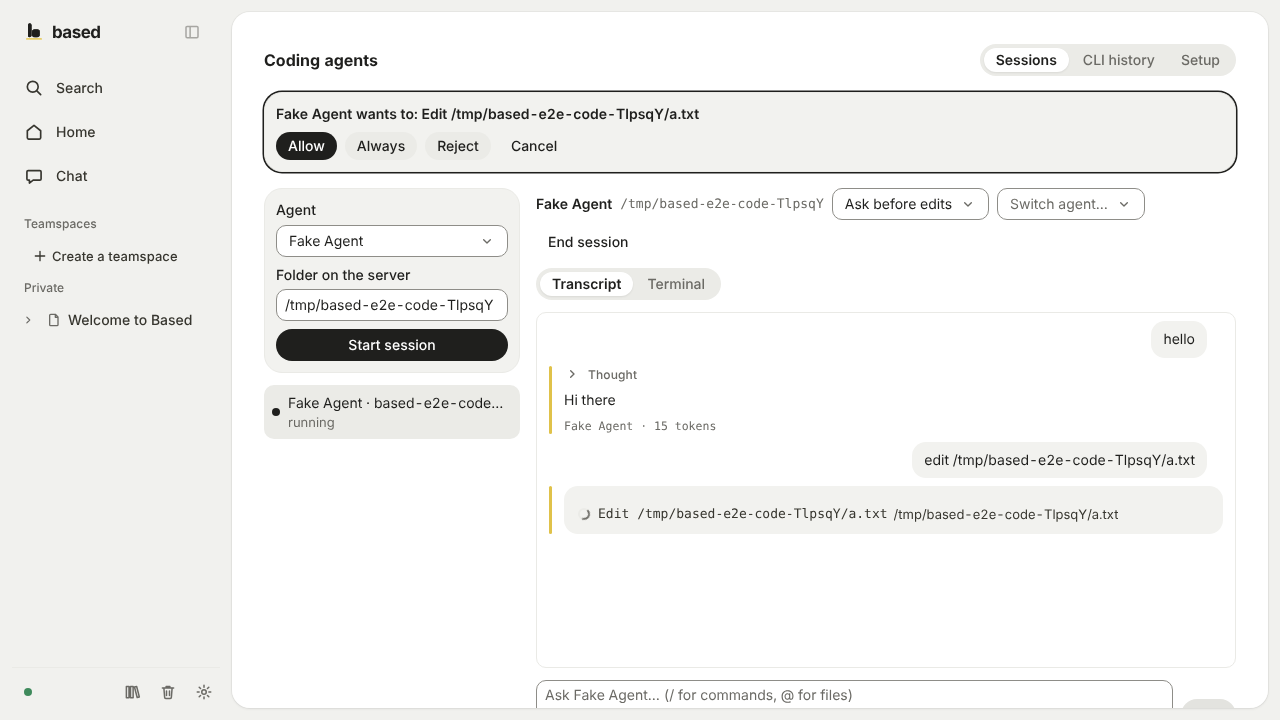 based
Search
Home
Chat
Teamspaces
Create a teamspace
Private
Welcome to Based
Coding agents
Sessions
CLI history
Setup
Fake Agent wants to: Edit /tmp/based-e2e-code-TlpsqY/a.txt
Allow
Always
Reject
Cancel
Agent
Fake Agent
Folder on the server
/tmp/based-e2e-code-TlpsqY
Start session
Fake Agent · based-e2e-code...
running
Fake Agent /tmp/based-e2e-code-TlpsqY
Ask before edits
Switch agent...
End session
Transcript
Terminal
hello
Thought
Hi there
Fake Agent · 15 tokens
edit /tmp/based-e2e-code-TlpsqY/a.txt
Edit /tmp/based-e2e-code-TlpsqY/a.txt /tmp/based-e2e-code-TlpsqY/a.txt
Ask Fake Agent... (/ for commands, @ for files)